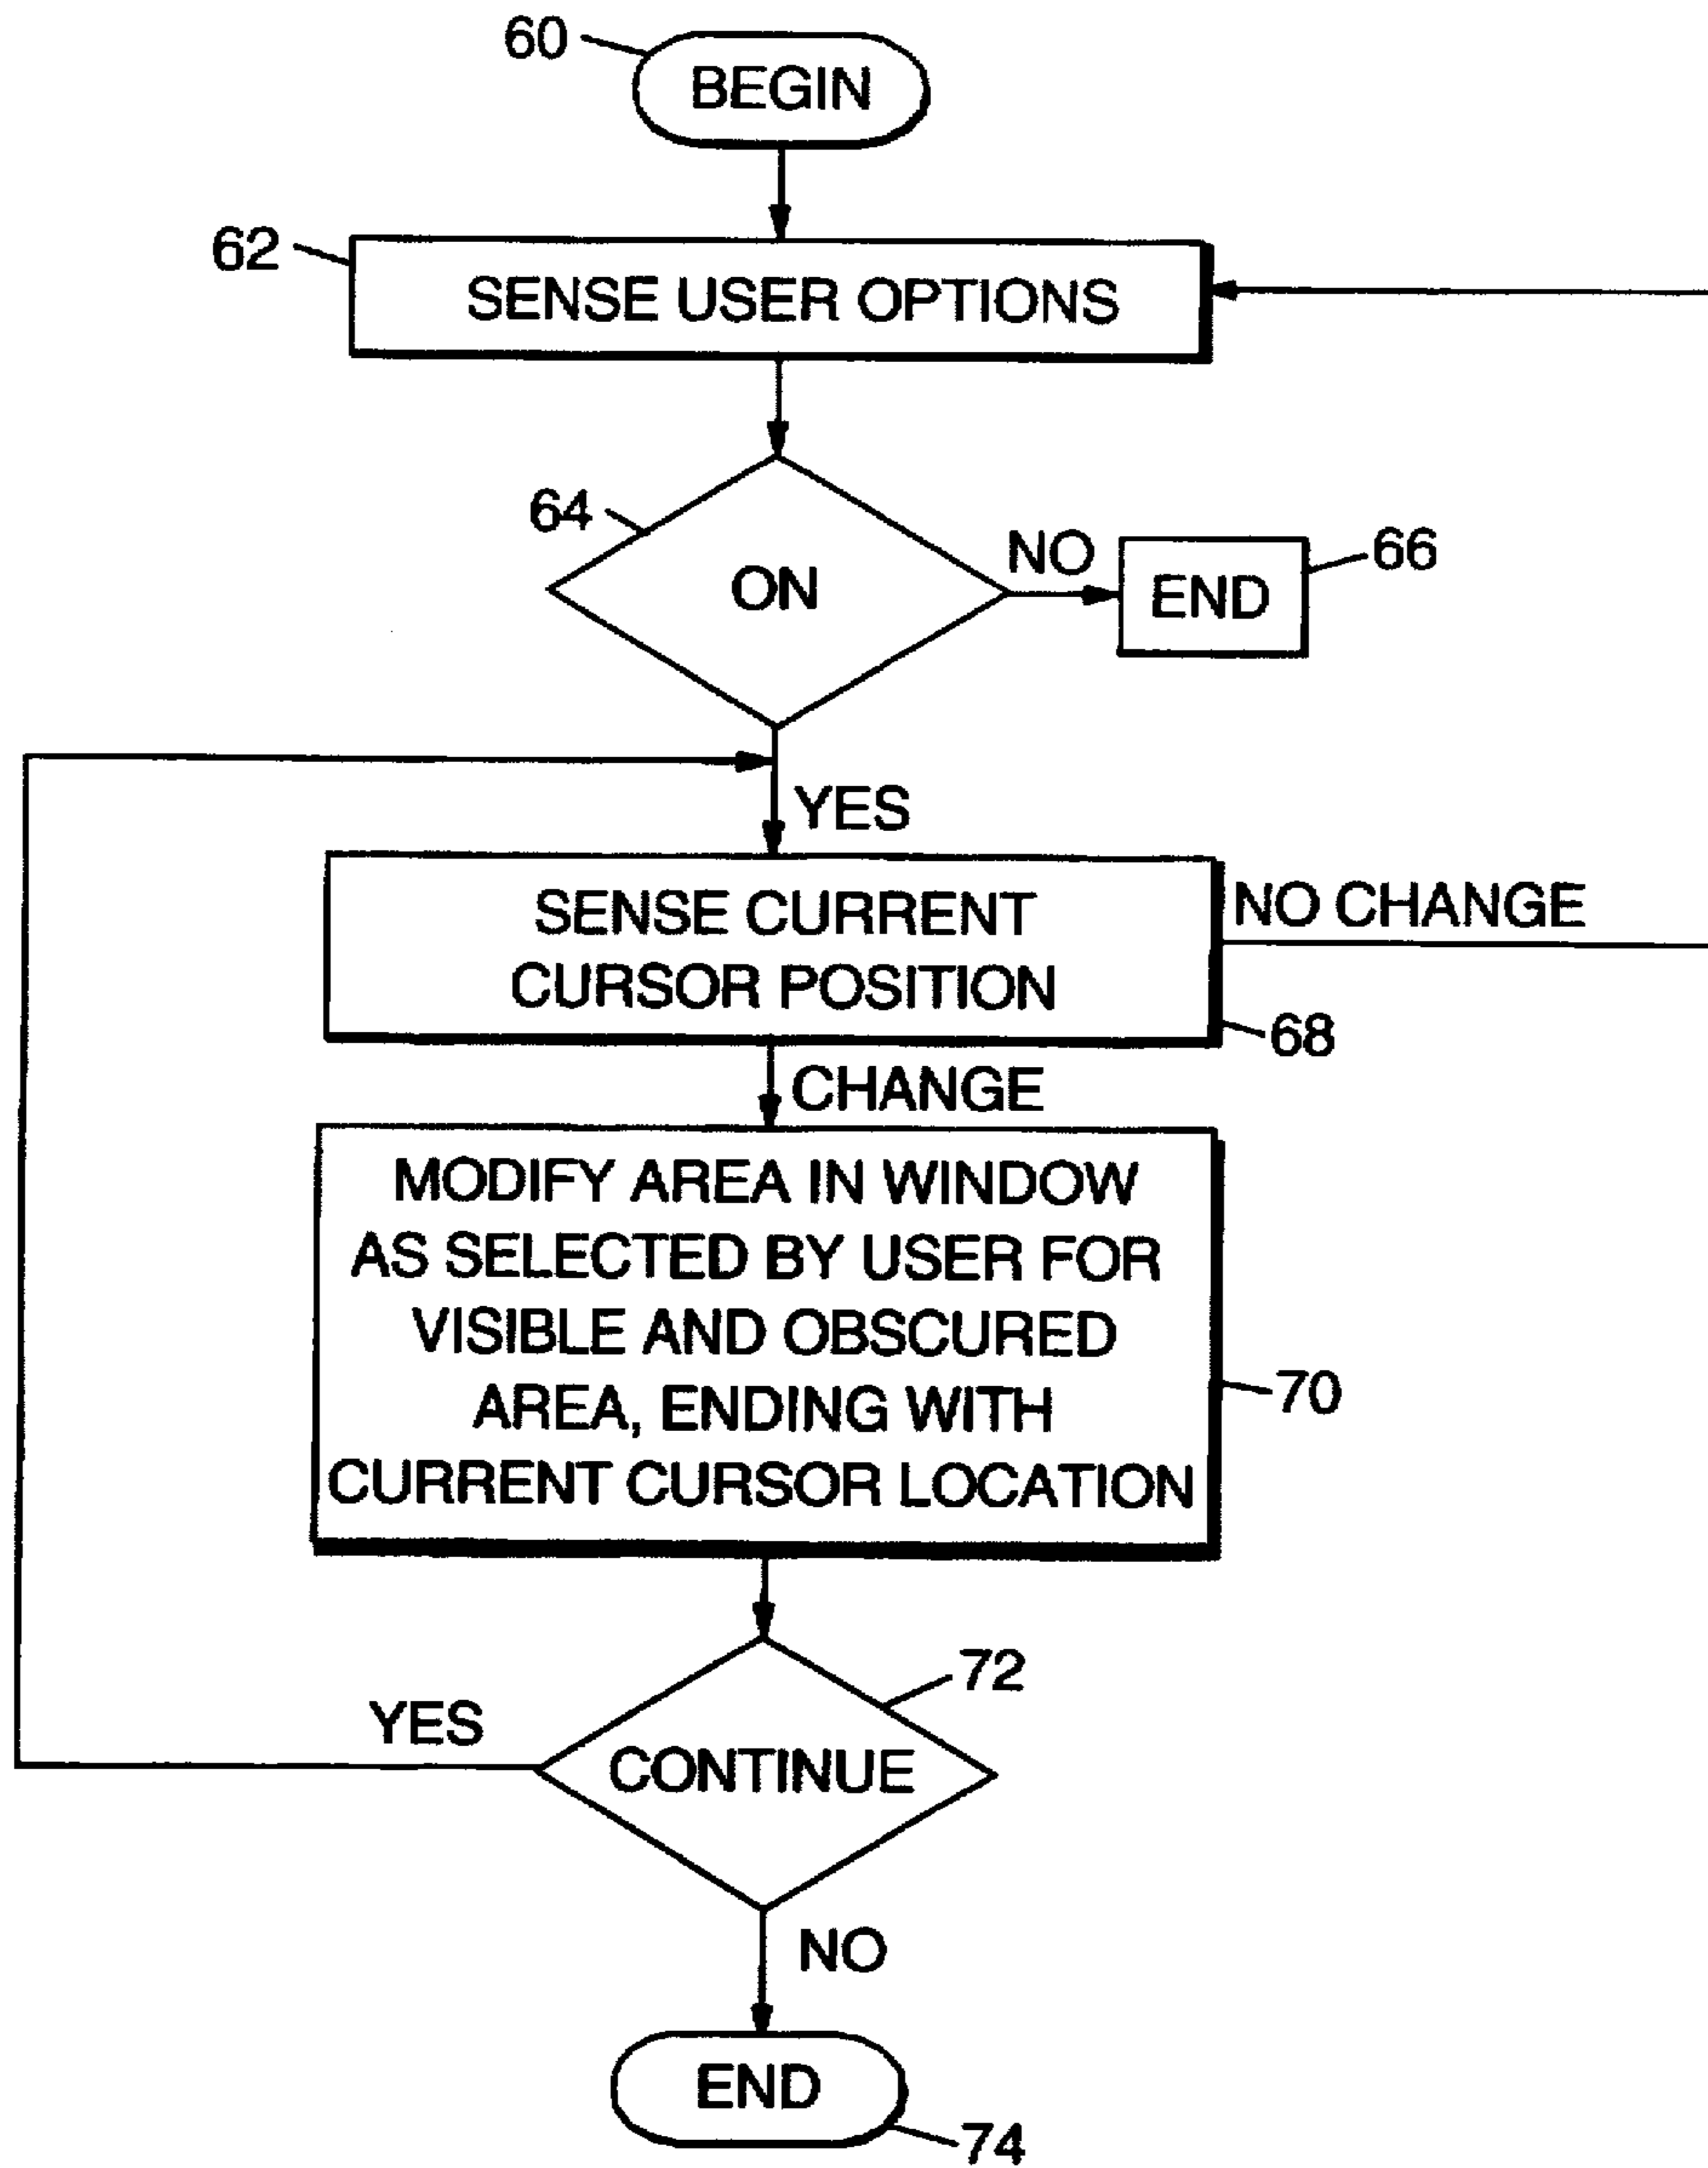 60
BEGIN
62
SENSE USER OPTIONS
64
ON
NO
END
66
YES
SENSE CURRENT
CURSOR POSITION
NO CHANGE
68
CHANGE
MODIFY AREA IN WINDOW
AS SELECTED BY USER FOR
VISIBLE AND OBSCURED
AREA, ENDING WITH
CURRENT CURSOR LOCATION
70
72
YES
CONTINUE
NO
END
74